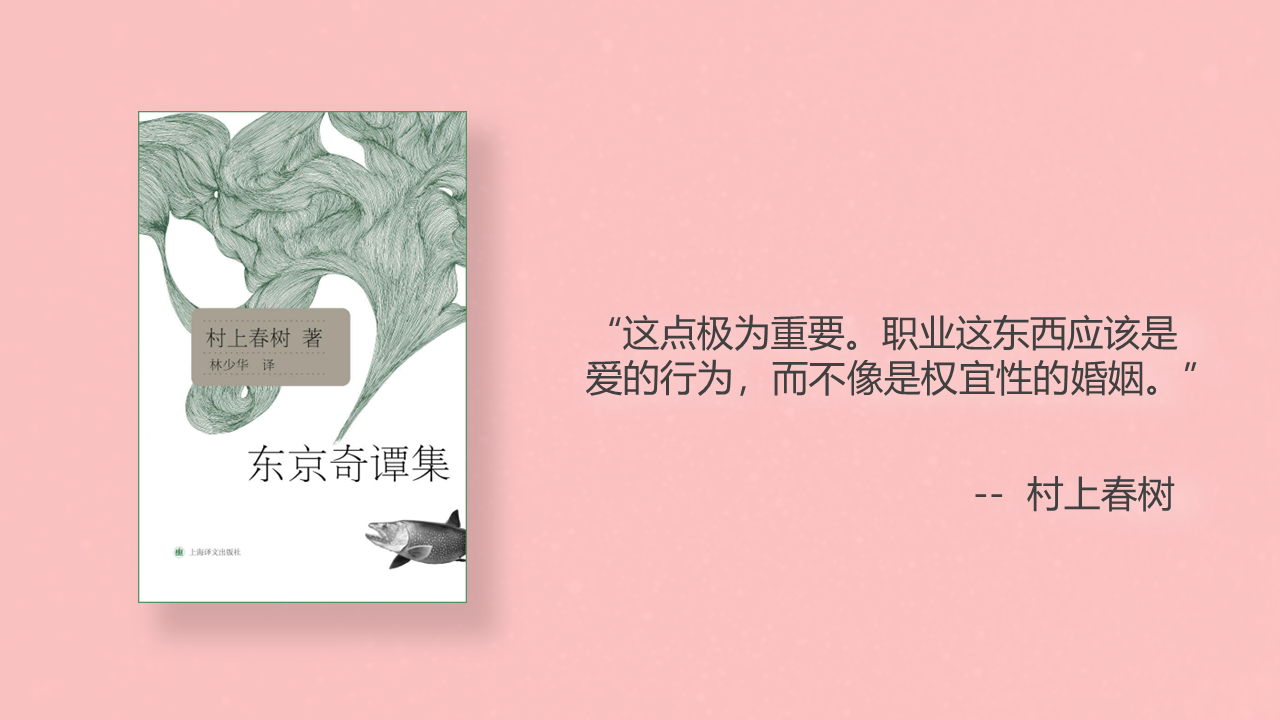 村上春树 著
林少华 译
东京奇谭集
上海译文出版社
“这点极为重要。职业这东西应该是
爱的行为，而不像是权宜性的婚姻。”
-- 村上春树